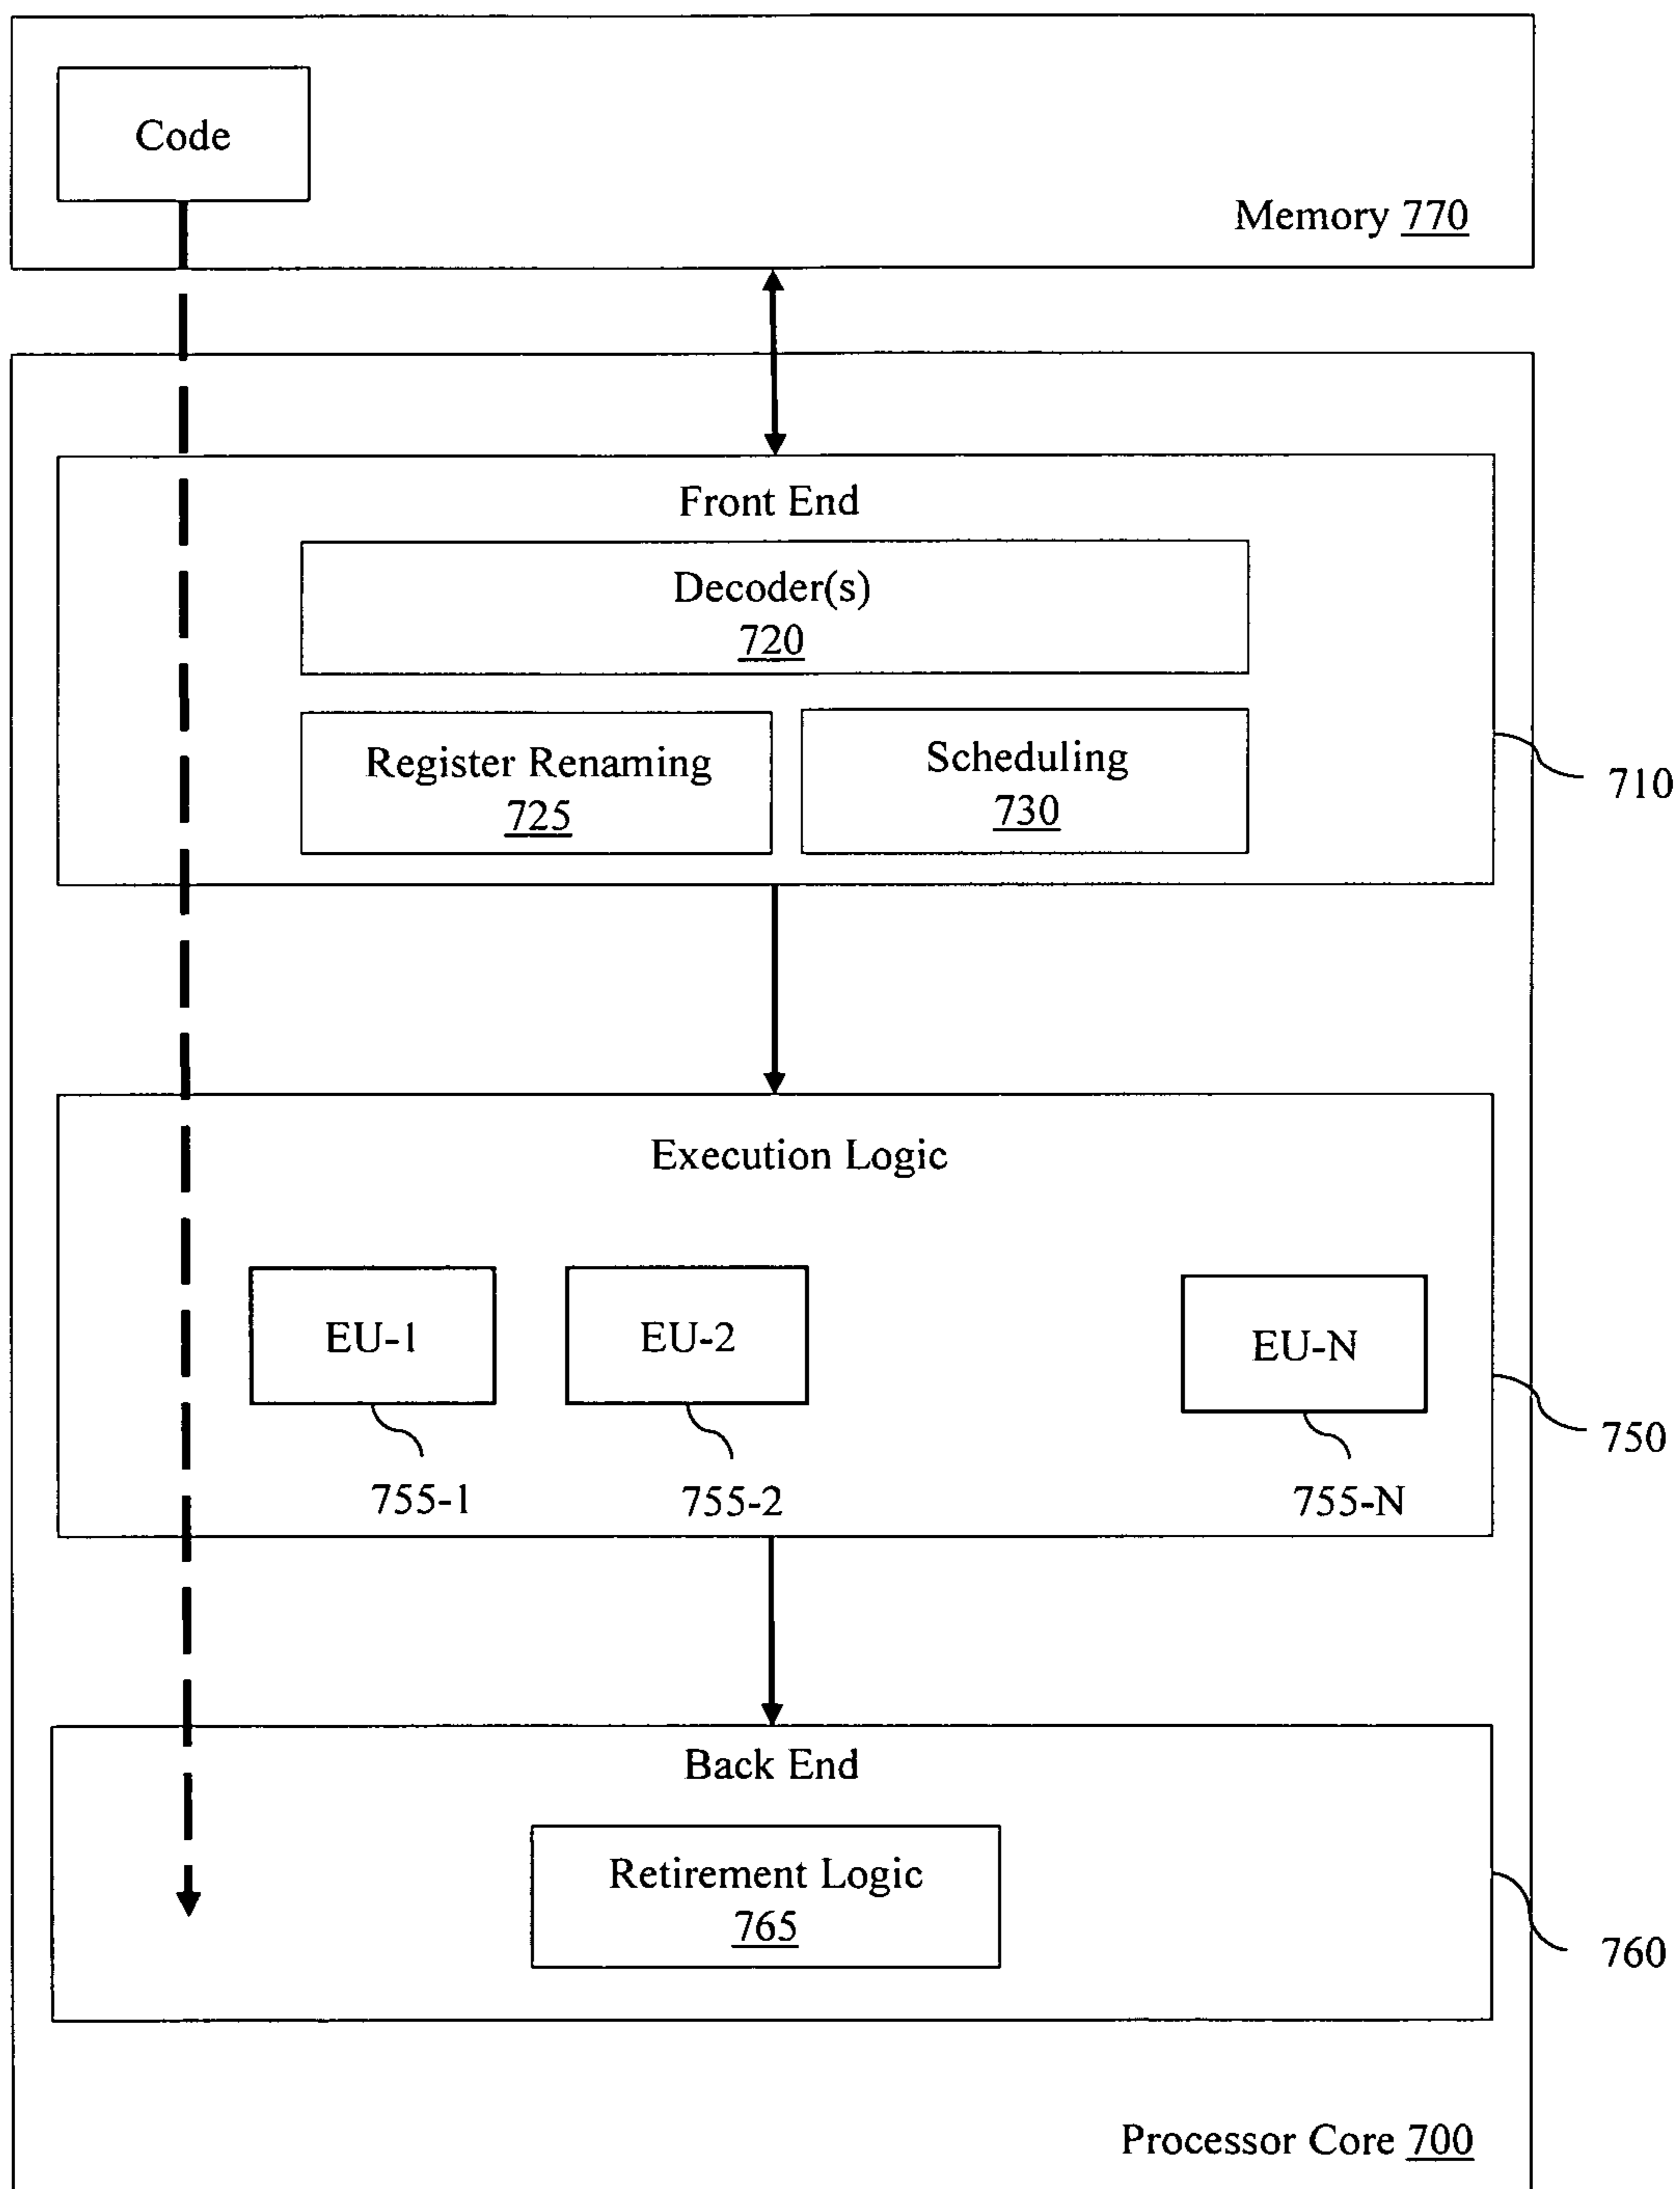 Code
Memory 770
Front End
Decoder(s)
720
Register Renaming
725
Scheduling
730
710
Execution Logic
EU-1
EU-2
EU-N
755-1
755-2
755-N
750
Back End
Retirement Logic
765
760
Processor Core 700